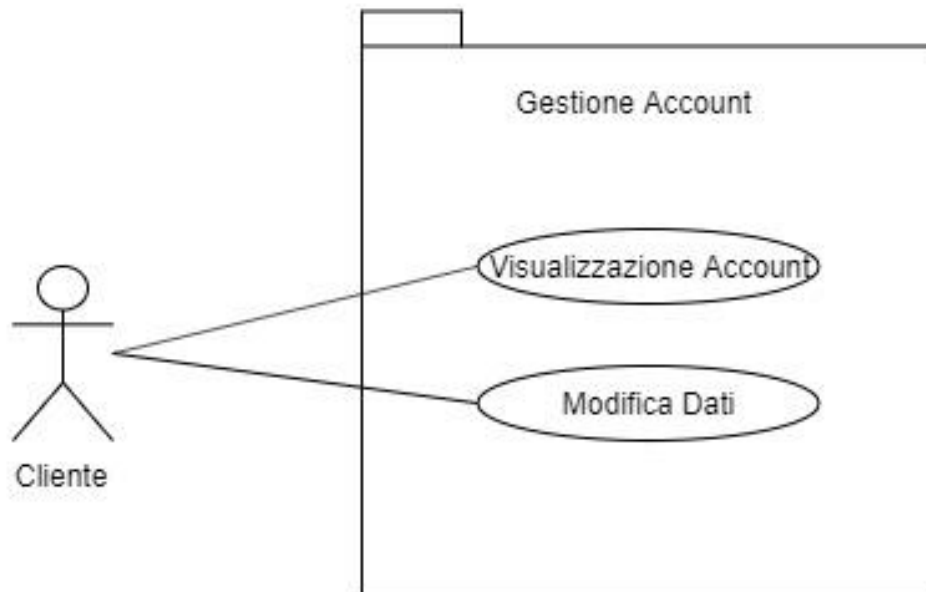 Gestione Account
Visualizzazione Account
Modifica Dati
Cliente